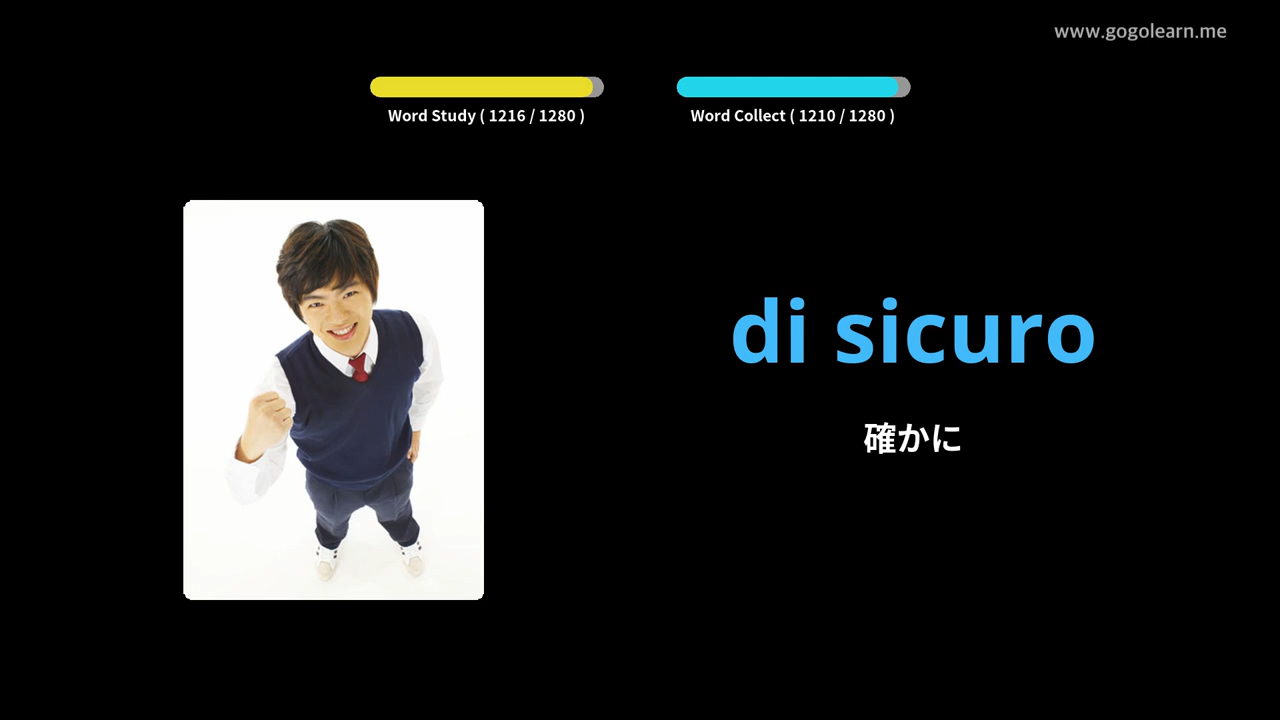 www.gogolearn.me
Word Study ( 1216 / 1280 )
Word Collect ( 1210 / 1280 )
di sicuro
確かに